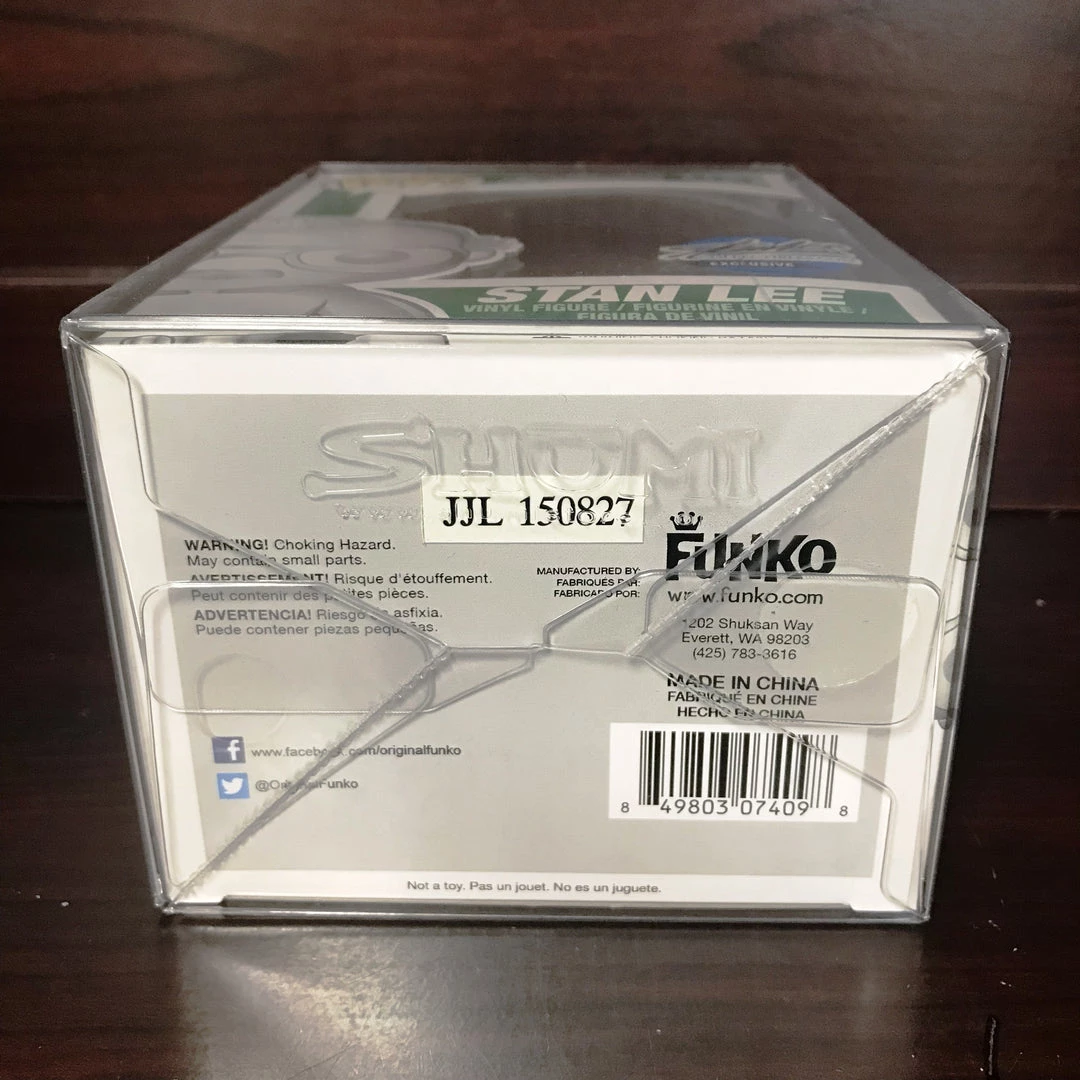 EXCLUSIVE
STAN LEE
VINYL FIGURE / FIGURINE EN VINYLE /
FIGURA DE VINIL
SHUMI
JJL 150827
WARNING! Choking Hazard.
May contain small parts.
AVERTISSEMENT! Risque d'étouffement.
Peut contenir des petites pièces.
ADVERTENCIA! Riesgo de asfixia.
Puede contener piezas pequeñas.
MANUFACTURED BY:
FABRIQUÉS PAR:
FABRICADO POR:
FUNKO
www.funko.com
1202 Shuksan Way
Everett, WA 98203
(425) 783-3616
MADE IN CHINA
FABRIQUÉ EN CHINE
HECHO EN CHINA
www.facebook.com/originalfunko
@OriginalFunko
8 49803 07409 8
Not a toy. Pas un jouet. No es un juguete.